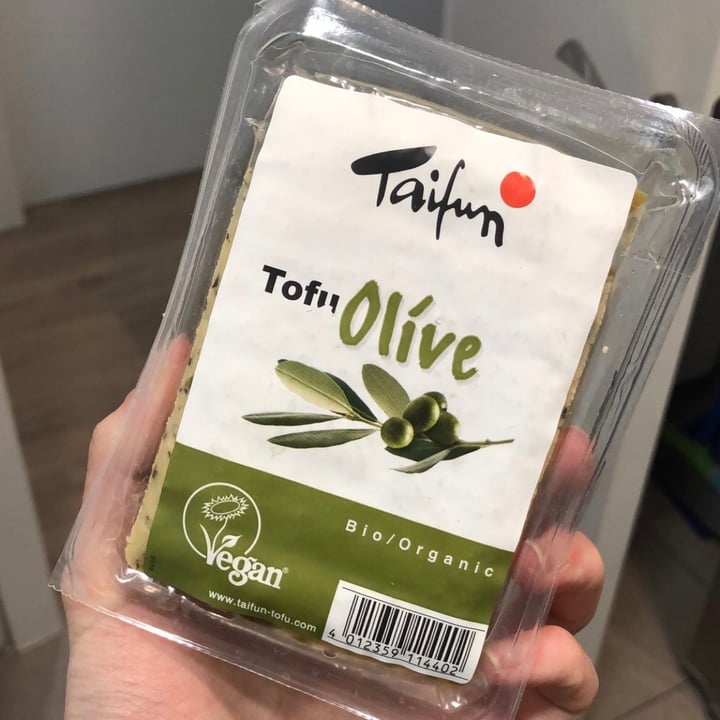 Taifun
Tofu Olive
Bio/Organic
Vegan
www.taifun-tofu.com
4 012359 114402